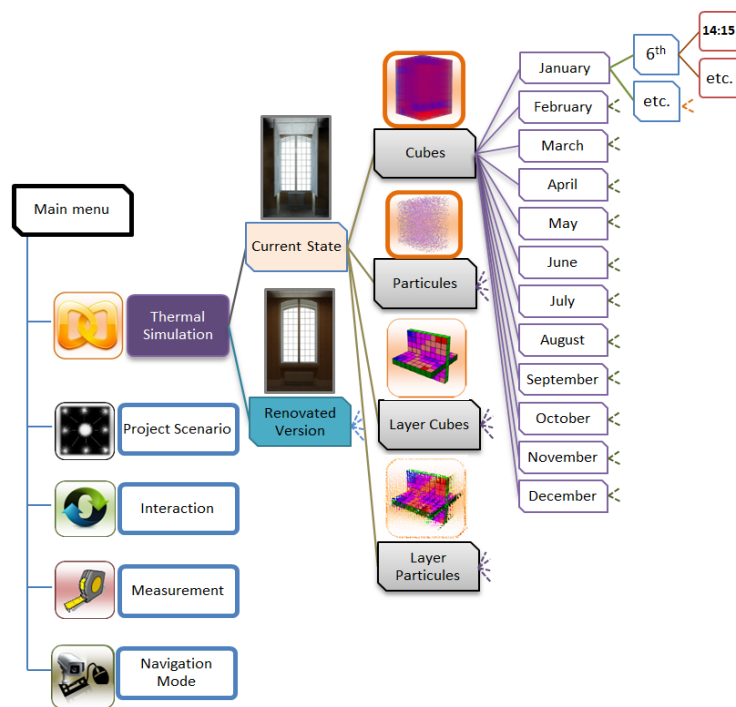 Main menu
Thermal
Simulation
Project Scenario
Interaction
Measurement
Navigation
Mode
Current State
Renovated
Version
Cubes
Particules
Layer Cubes
Layer
Particules
January
February
March
April
May
June
July
August
September
October
November
December
6th
etc.
14:15
etc.